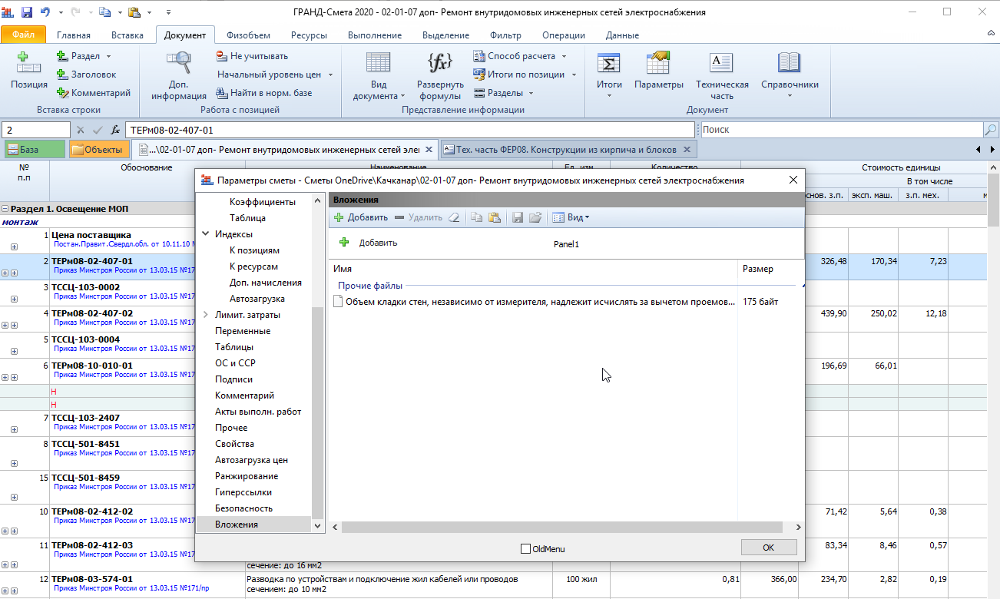 ГРАНД-Смета 2020 - 02-01-07 доп- Ремонт внутридомовых инженерных сетей электроснабжения
Файл Главная Вставка Документ Физобъем Ресурсы Выполнение Выделение Фильтр Операции Данные
Позиция
Раздел
Заголовок
Комментарий
Вставка строки
Доп. информация
Не учитывать
Начальный уровень цен
Найти в норм. базе
Работа с позицией
Вид документа
Развернуть формулы
Способ расчета
Итоги по позиции
Разделы
Представление информации
Итоги
Параметры
Техническая часть
Справочники
Документ
2 fx ТЕРм08-02-407-01 Поиск
База Объекты ...\02-01-07 доп- Ремонт внутридомовых инженерных сетей эле Тех. часть ФЕР08. Конструкции из кирпича и блоков
№ п.п Обоснование Наименование Ед. изм. Количество Стоимость единицы
В том числе
основ. з.п. эксп. маш. з.п. мех. м
Раздел 1. Освещение МОП
монтаж
1 Цена поставщика
Постан.Правит.Свердл.обл. от 10.11.10 №
2 ТЕРм08-02-407-01 326,48 170,34 7,23
Приказ Минстроя России от 13.03.15 №17
3 ТССЦ-103-0002
Приказ Минстроя России от 13.03.15 №17
4 ТЕРм08-02-407-02 439,90 250,02 12,18
Приказ Минстроя России от 13.03.15 №17
5 ТССЦ-103-0004
Приказ Минстроя России от 13.03.15 №17
6 ТЕРм08-10-010-01 196,69 66,01
Приказ Минстроя России от 13.03.15 №17
Н
Н
7 ТССЦ-103-2407
Приказ Минстроя России от 13.03.15 №17
8 ТССЦ-501-8451
Приказ Минстроя России от 13.03.15 №17
15 ТССЦ-501-8459
Приказ Минстроя России от 13.03.15 №17
10 ТЕРм08-02-412-02 71,42 5,64 0,38
Приказ Минстроя России от 13.03.15 №17
11 ТЕРм08-02-412-03 83,34 8,46 0,57
Приказ Минстроя России от 13.03.15 №17
сечение: до 16 мм2
12 ТЕРм08-03-574-01 Разводка по устройствам и подключение жил кабелей или проводов 100 жил 0,81 366,00 234,70 2,82 0,19
Приказ Минстроя России от 13.03.15 №171/пр сечением: до 10 мм2
Параметры сметы - Сметы OneDrive\Качканар\02-01-07 доп- Ремонт внутридомовых инженерных сетей электроснабжения
Коэффициенты
Таблица
Индексы
К позициям
К ресурсам
Доп. начисления
Автозагрузка
Лимит. затраты
Переменные
Таблицы
ОС и ССР
Подписи
Комментарий
Акты выполн. работ
Прочее
Свойства
Автозагрузка цен
Ранжирование
Гиперссылки
Безопасность
Вложения
Вложения
Добавить Удалить Вид
Добавить Panel1
Имя Размер
Прочие файлы
Объем кладки стен, независимо от измерителя, надлежит исчислять за вычетом проемов... 175 байт
OldMenu OK